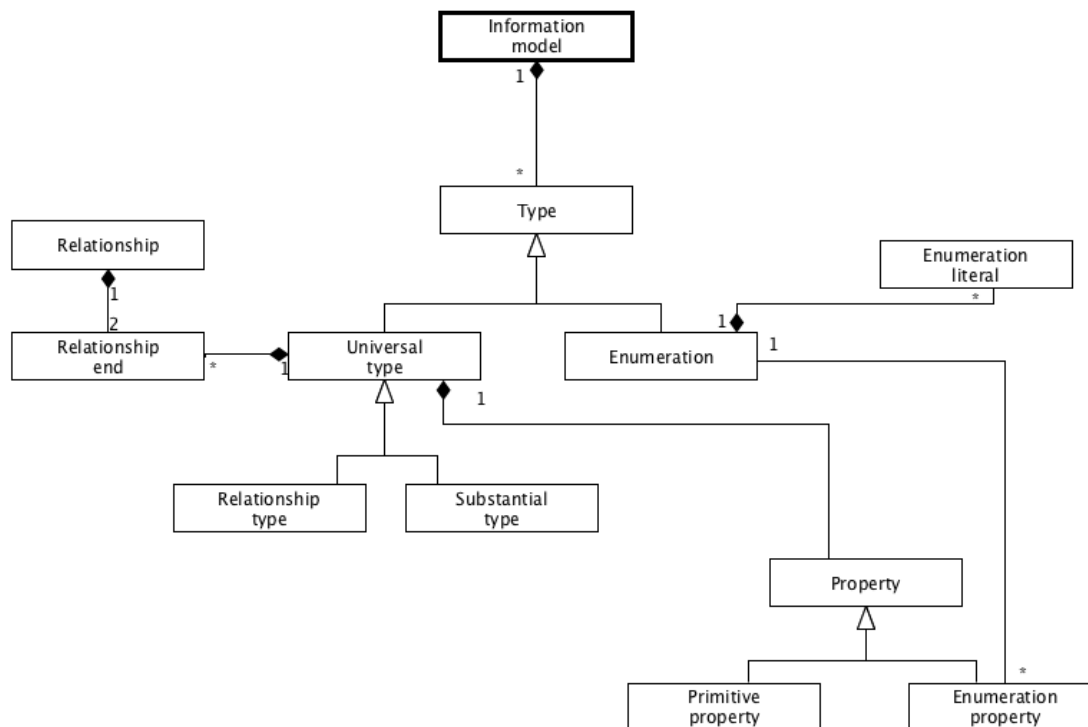 Information
model
1
*
Type
Relationship
Enumeration
literal
1
*
1
2
1
Relationship
end
Universal
type
Enumeration
*
1
1
Relationship
type
Substantial
type
Property
*
Primitive
property
Enumeration
property